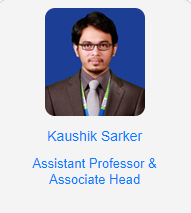 Kaushik Sarker
Assistant Professor &
Associate Head